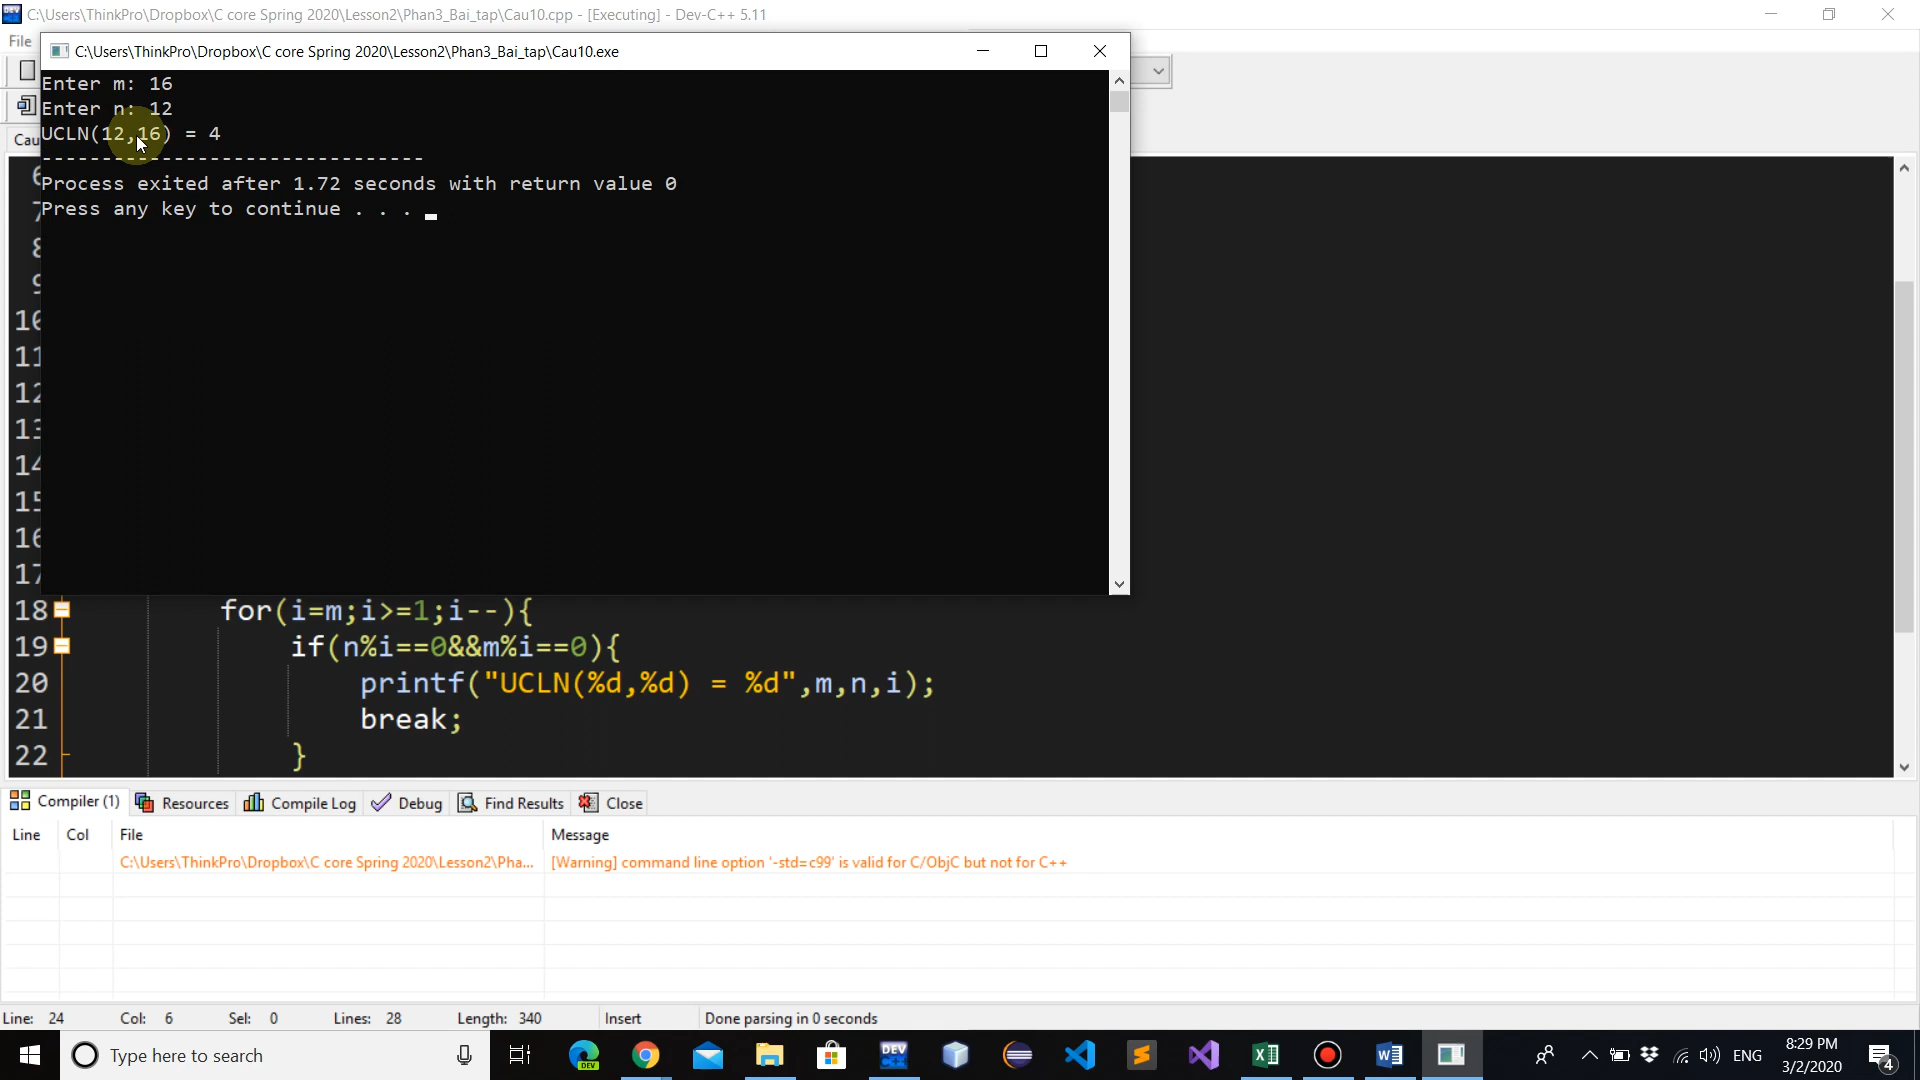 C:\Users\ThinkPro\Dropbox\C core Spring 2020\Lesson2\Phan3_Bai_tap\Cau10.cpp - [Executing] - Dev-C++ 5.11
File
C:\Users\ThinkPro\Dropbox\C core Spring 2020\Lesson2\Phan3_Bai_tap\Cau10.exe
Enter m: 16
Enter n: 12
UCLN(12,16) = 4
--------------------------------
Process exited after 1.72 seconds with return value 0
Press any key to continue . . .
18 for(i=m;i>=1;i--){
19 if(n%i==0&&m%i==0){
20 printf("UCLN(%d,%d) = %d",m,n,i);
21 break;
22 }
Compiler (1) Resources Compile Log Debug Find Results Close
Line Col File Message
C:\Users\ThinkPro\Dropbox\C core Spring 2020\Lesson2\Pha... [Warning] command line option '-std=c99' is valid for C/ObjC but not for C++
Line: 24 Col: 6 Sel: 0 Lines: 28 Length: 340 Insert Done parsing in 0 seconds
Type here to search
DEV
DEV
ENG
8:29 PM
3/2/2020
4